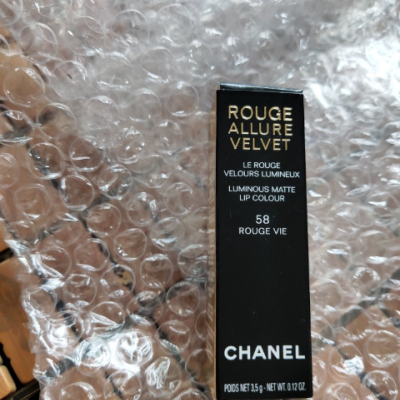 ROUGE
ALLURE
VELVET
LE ROUGE
VELOURS LUMINEUX
LUMINOUS MATTE
LIP COLOUR
58
ROUGE VIE
CHANEL
POIDS NET 3,5 g - NET WT. 0.12 OZ.